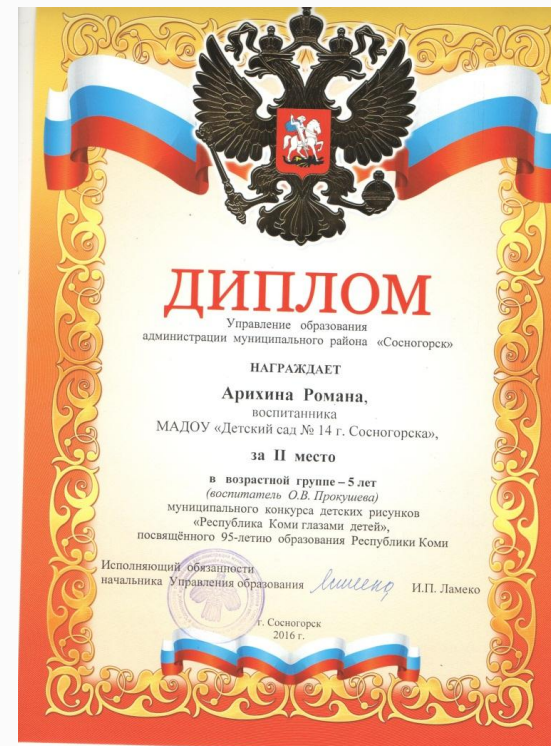 ДИПЛОМ
Управление образования
администрации муниципального района «Сосногорск»
НАГРАЖДАЕТ
Арихина Романа,
воспитанника
МАДОУ «Детский сад № 14 г. Сосногорска»,
за II место
в возрастной группе – 5 лет
(воспитатель О.В. Прокушева)
муниципального конкурса детских рисунков
«Республика Коми глазами детей»,
посвящённого 95-летию образования Республики Коми
Исполняющий обязанности
начальника Управления образования И.П. Ламеко
г. Сосногорск
2016 г.